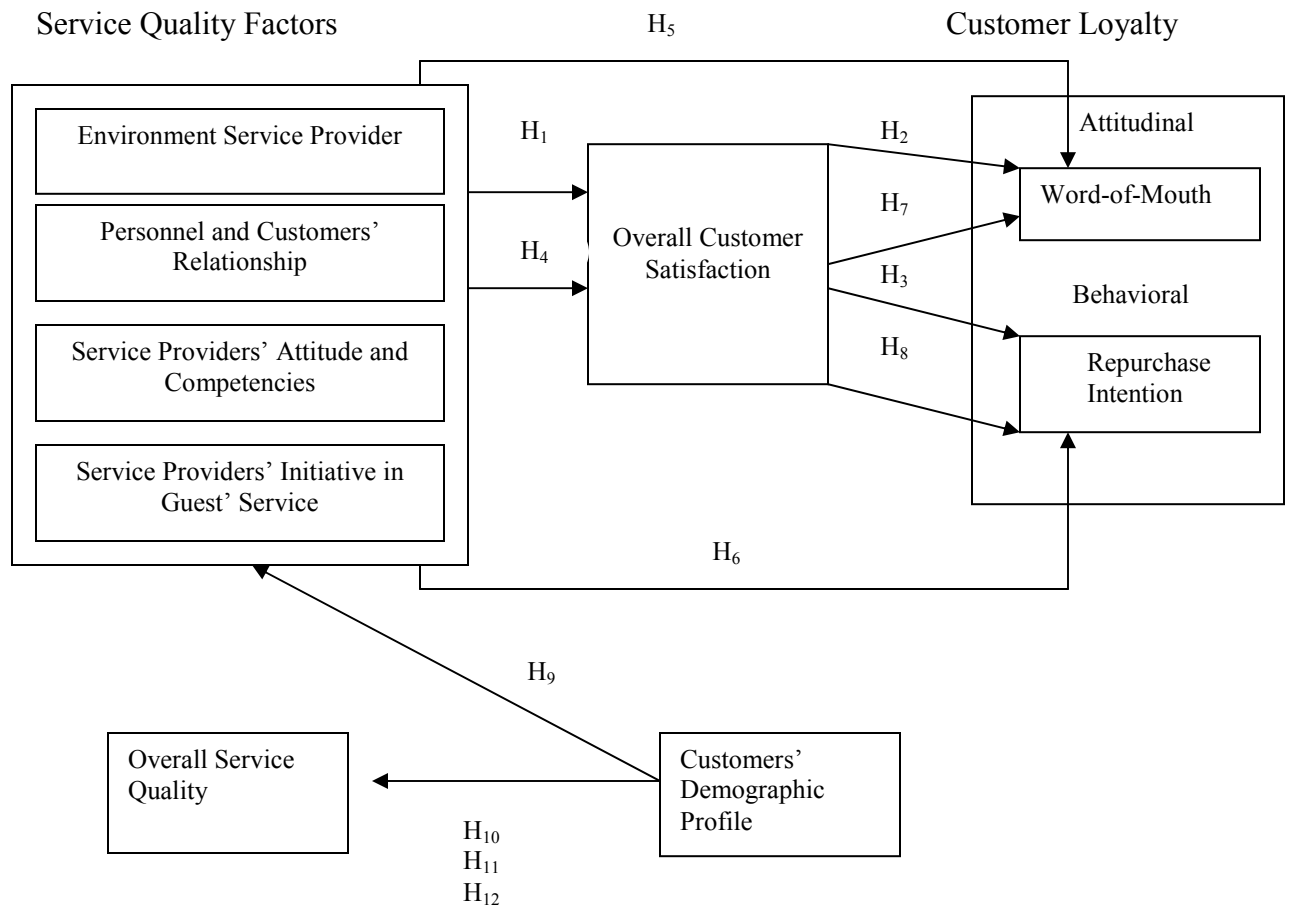 Service Quality Factors
H₅
Customer Loyalty
Environment Service Provider
Personnel and Customers’
Relationship
Service Providers’ Attitude and
Competencies
Service Providers’ Initiative in
Guest’ Service
H₁
H₄
Overall Customer
Satisfaction
H₂
H₇
H₃
H₈
Attitudinal
Word-of-Mouth
Behavioral
Repurchase
Intention
H₆
H₉
Overall Service
Quality
Customers’
Demographic
Profile
H₁₀
H₁₁
H₁₂